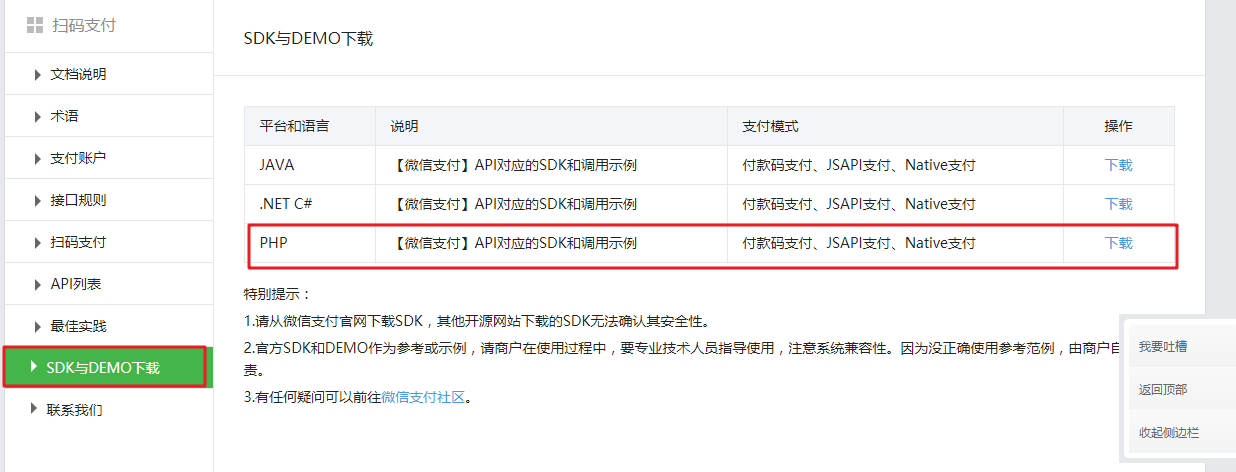 扫码支付
文档说明
术语
支付账户
接口规则
扫码支付
API列表
最佳实践
SDK与DEMO下载
联系我们
SDK与DEMO下载
平台和语言 说明 支付模式 操作
JAVA 【微信支付】API对应的SDK和调用示例 付款码支付、JSAPI支付、Native支付 下载
.NET C# 【微信支付】API对应的SDK和调用示例 付款码支付、JSAPI支付、Native支付 下载
PHP 【微信支付】API对应的SDK和调用示例 付款码支付、JSAPI支付、Native支付 下载
特别提示：
1.请从微信支付官网下载SDK，其他开源网站下载的SDK无法确认其安全性。
2.官方SDK和DEMO作为参考或示例，请商户在使用过程中，要专业技术人员指导使用，注意系统兼容性。因为没正确使用参考范例，由商户自
责。
3.有任何疑问可以前往微信支付社区。
我要吐槽
返回顶部
收起侧边栏